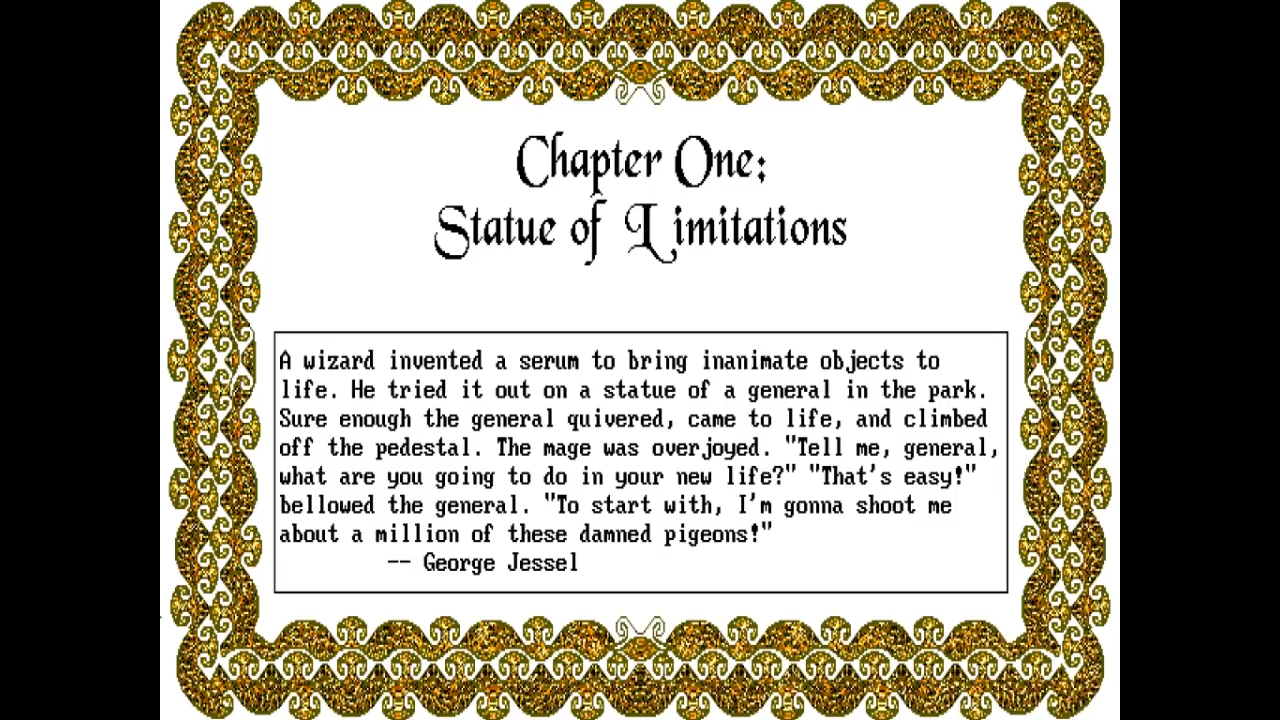 Chapter One:
Statue of Limitations
A wizard invented a serum to bring inanimate objects to
life. He tried it out on a statue of a general in the park.
Sure enough the general quivered, came to life, and climbed
off the pedestal. The mage was overjoyed. "Tell me, general,
what are you going to do in your new life?" "That's easy!"
bellowed the general. "To start with, I'm gonna shoot me
about a million of these damned pigeons!"
-- George Jessel